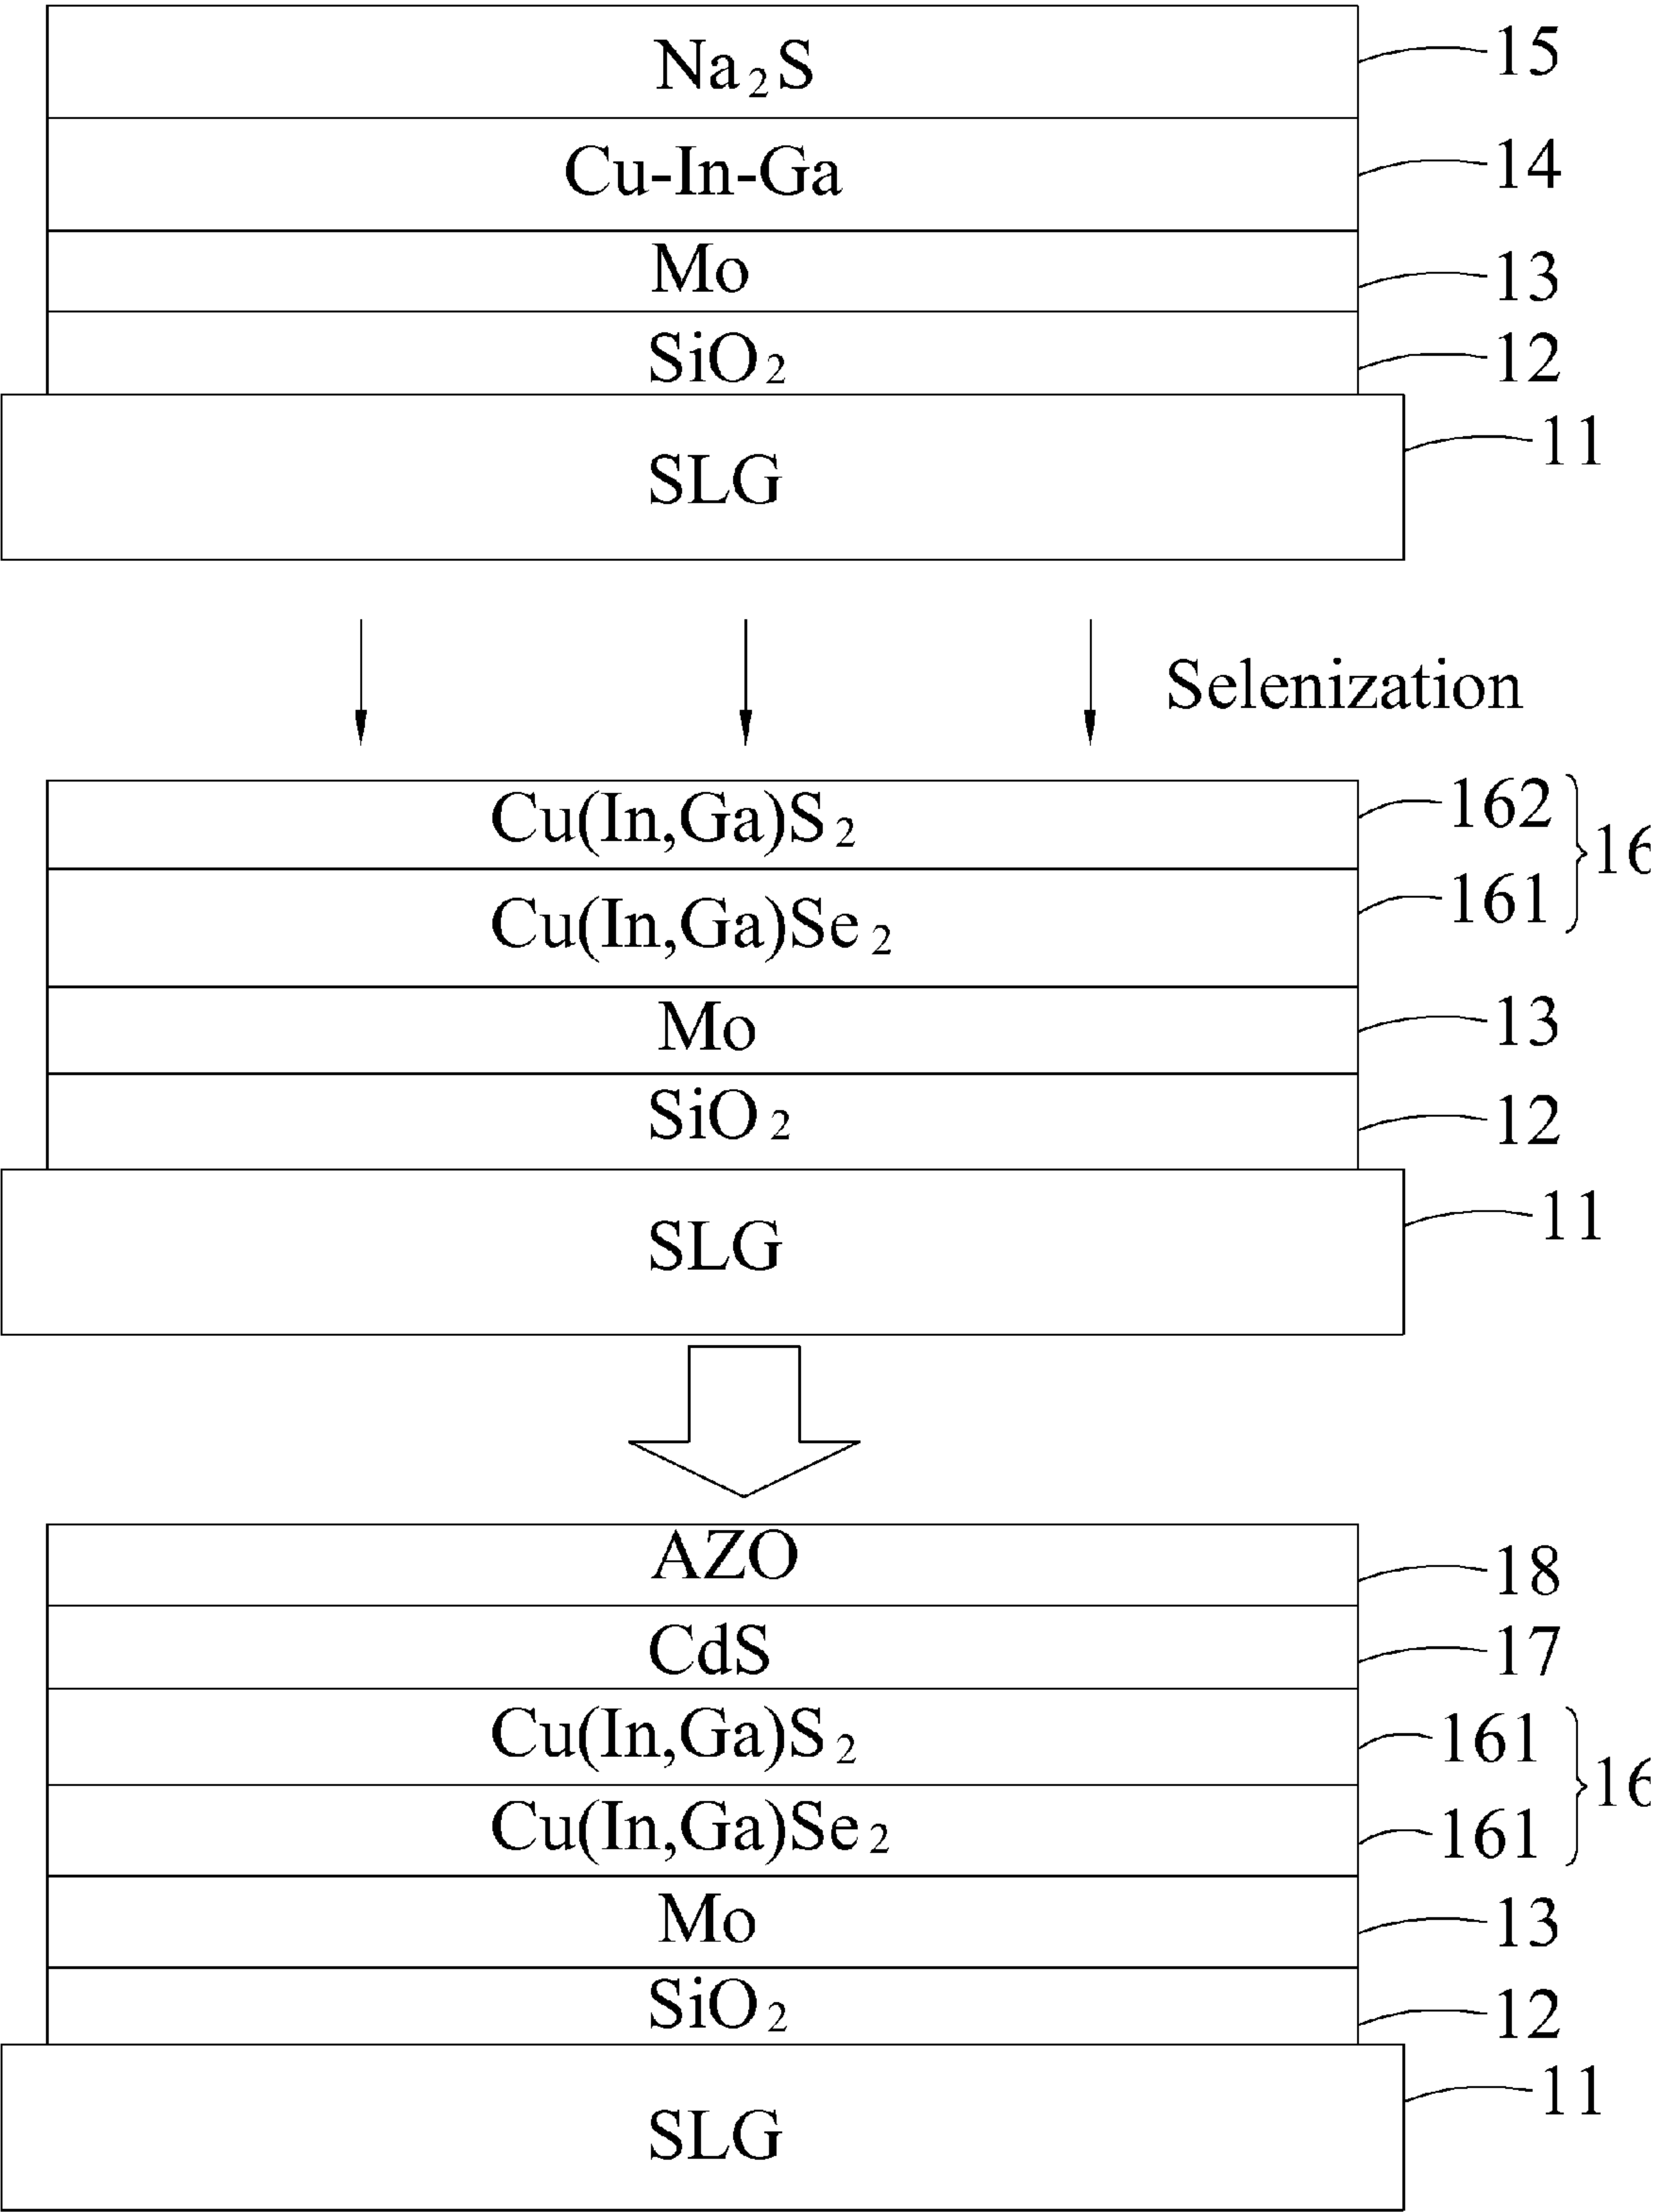 Na₂S 15
Cu-In-Ga 14
Mo 13
SiO₂ 12
SLG 11
Selenization
Cu(In,Ga)S₂ 162
16
Cu(In,Ga)Se₂ 161
Mo 13
SiO₂ 12
SLG 11
AZO 18
CdS 17
Cu(In,Ga)S₂ 161
16
Cu(In,Ga)Se₂ 161
Mo 13
SiO₂ 12
SLG 11